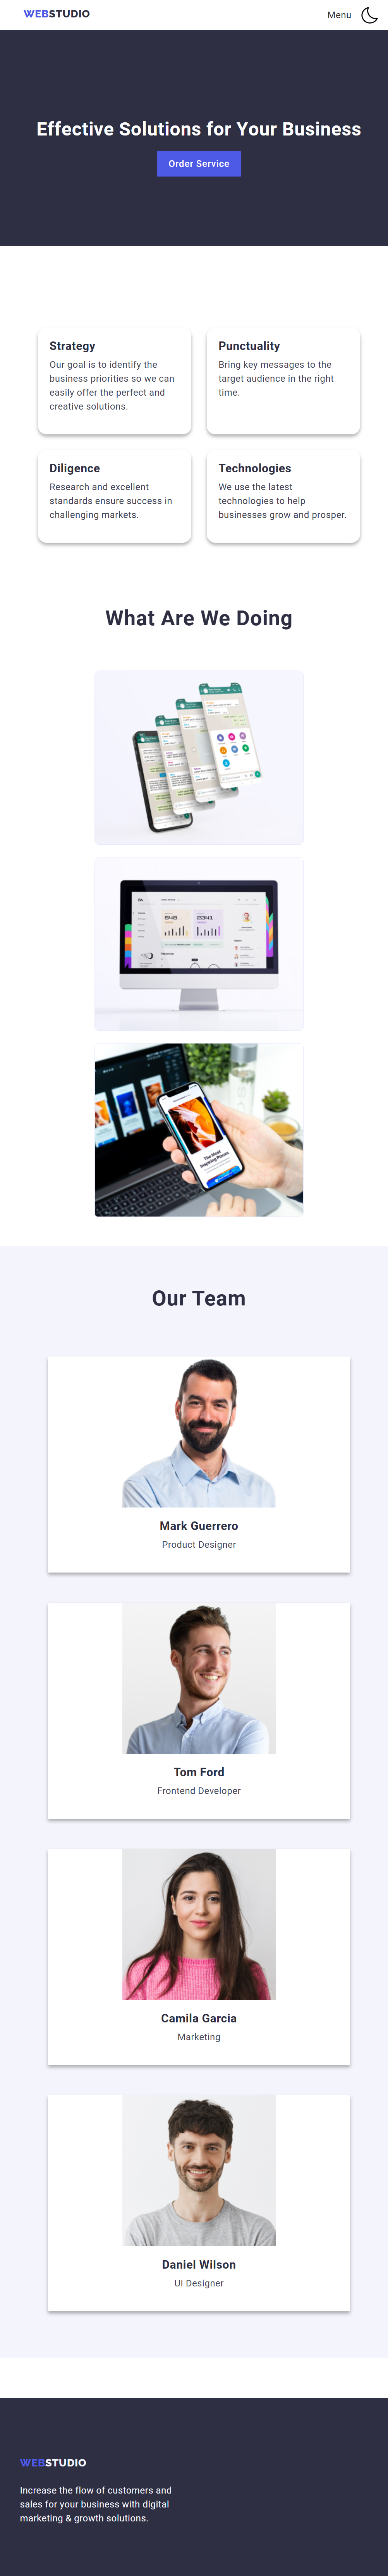 WEBSTUDIO
Menu
Effective Solutions for Your Business
Order Service
Strategy
Our goal is to identify the
business priorities so we can
easily offer the perfect and
creative solutions.
Punctuality
Bring key messages to the
target audience in the right
time.
Diligence
Research and excellent
standards ensure success in
challenging markets.
Technologies
We use the latest
technologies to help
businesses grow and prosper.
What Are We Doing
The Most
Inspiring Places
Our Team
Mark Guerrero
Product Designer
Tom Ford
Frontend Developer
Camila Garcia
Marketing
Daniel Wilson
UI Designer
WEBSTUDIO
Increase the flow of customers and
sales for your business with digital
marketing & growth solutions.